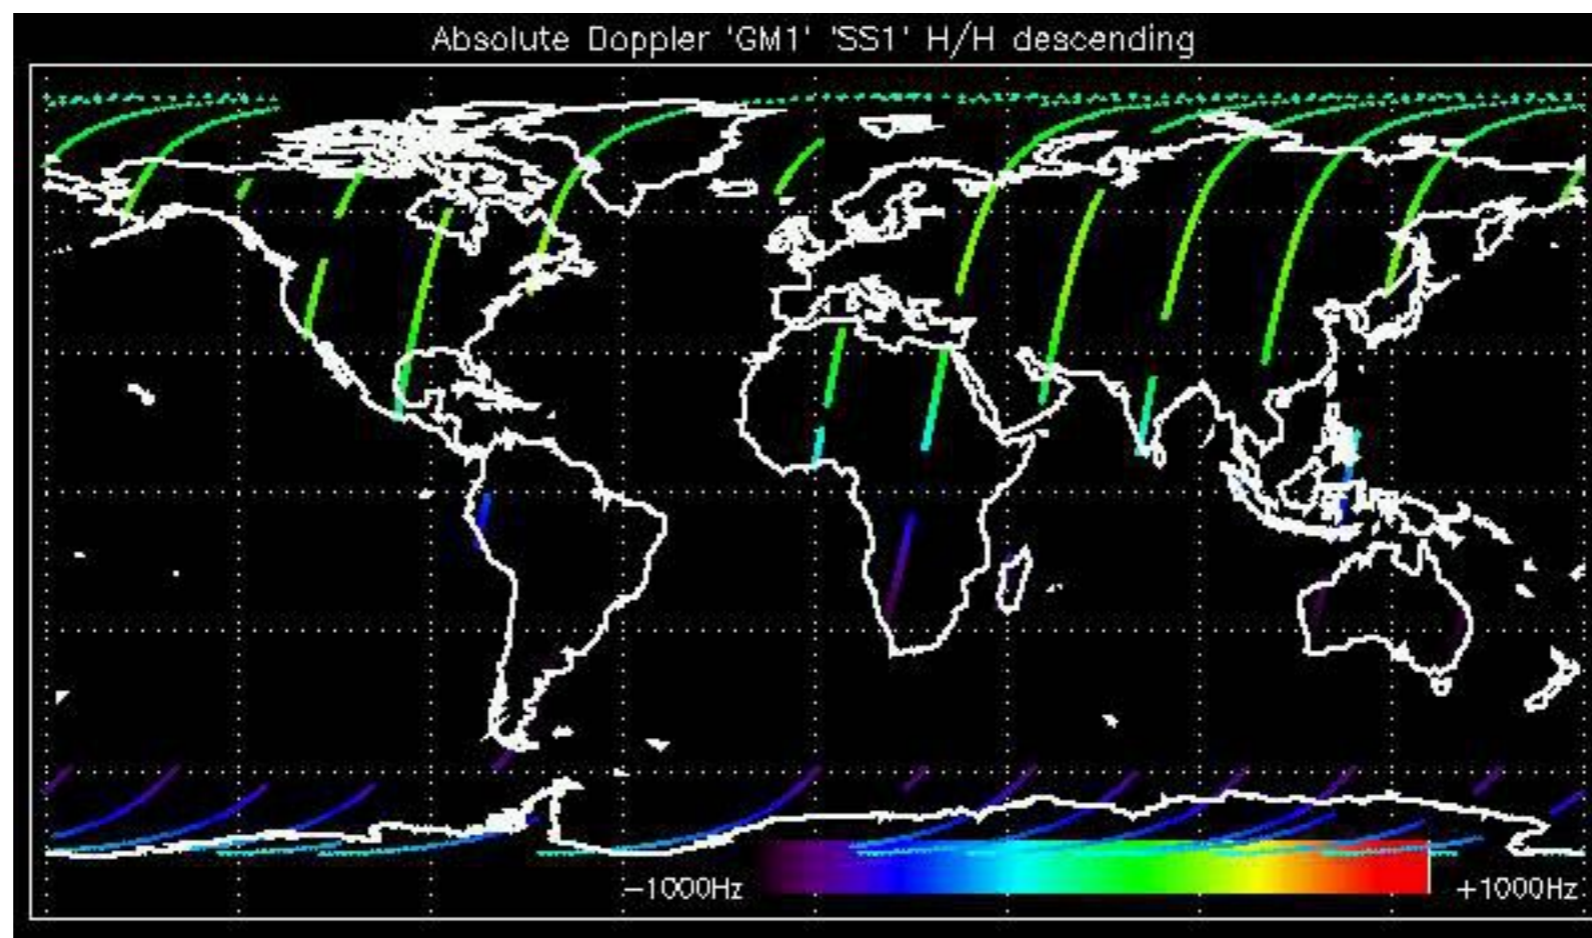 Absolute Doppler 'GM1' 'SS1' H/H descending
−1000Hz
+1000Hz